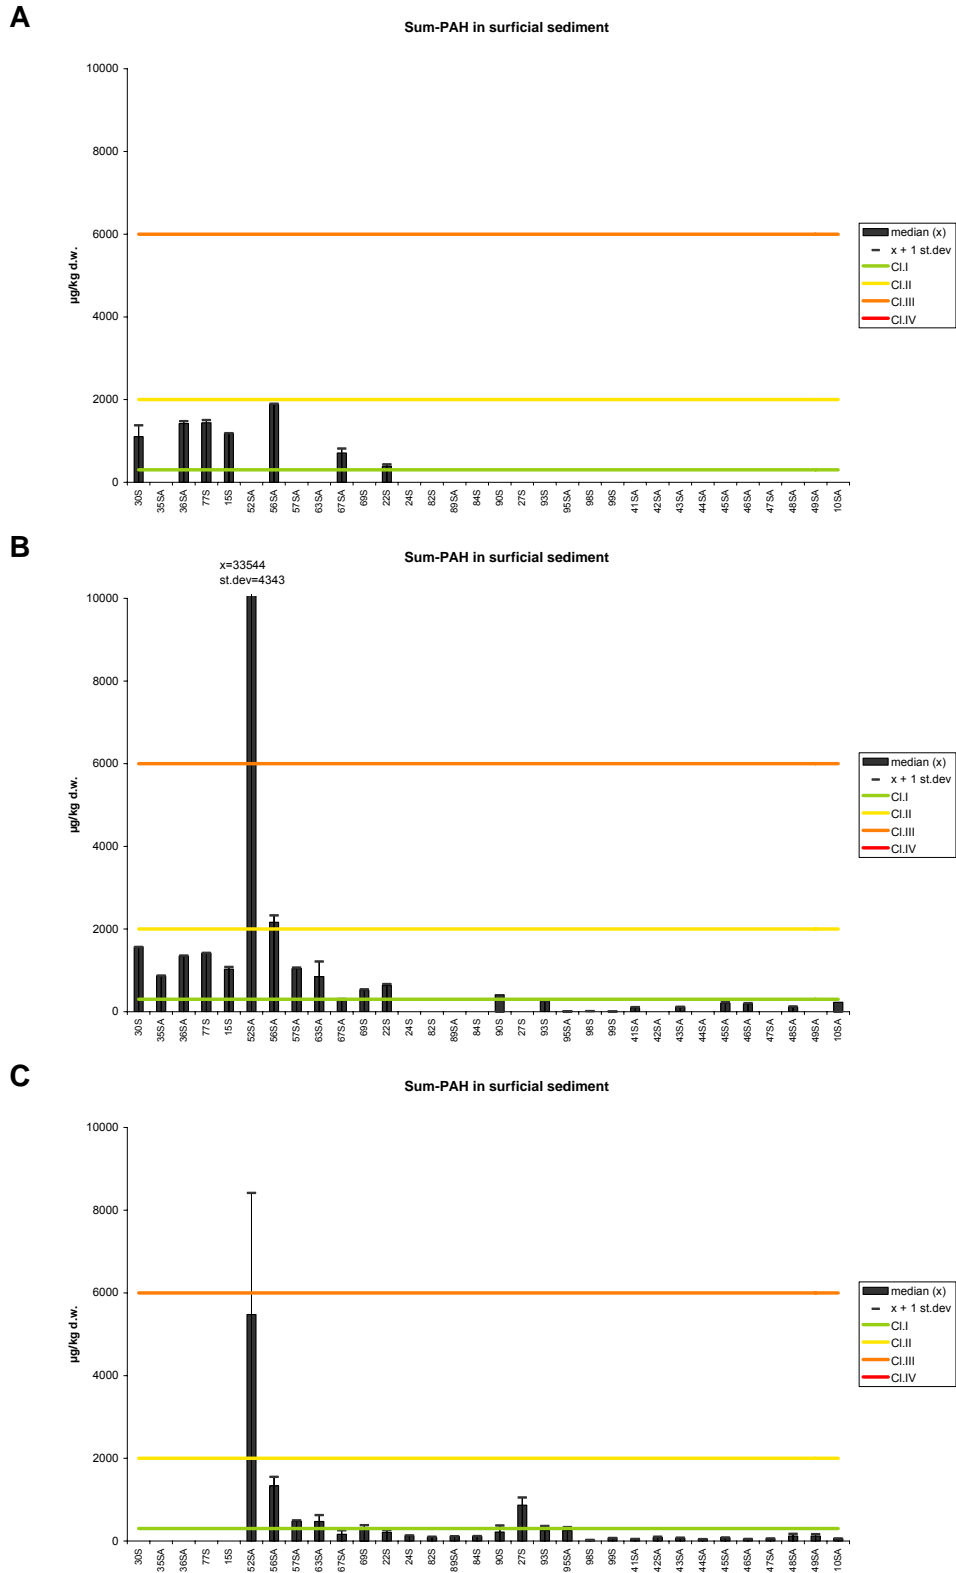 A
Sum-PAH in surficial sediment
10000
8000
6000
4000
2000
0
µg/kg d.w.
30S
35SA
36SA
77S
15S
52SA
56SA
57SA
63SA
67SA
69S
22S
24S
82S
89SA
84S
90S
27S
93S
95SA
98S
99S
41SA
42SA
43SA
44SA
45SA
46SA
47SA
48SA
49SA
10SA
median (x)
x + 1 st.dev
Cl.I
Cl.II
Cl.III
Cl.IV
B
Sum-PAH in surficial sediment
x=33544
st.dev=4343
10000
8000
6000
4000
2000
0
µg/kg d.w.
30S
35SA
36SA
77S
15S
52SA
56SA
57SA
63SA
67SA
69S
22S
24S
82S
89SA
84S
90S
27S
93S
95SA
98S
99S
41SA
42SA
43SA
44SA
45SA
46SA
47SA
48SA
49SA
10SA
median (x)
x + 1 st.dev
Cl.I
Cl.II
Cl.III
Cl.IV
C
Sum-PAH in surficial sediment
10000
8000
6000
4000
2000
0
µg/kg d.w.
30S
35SA
36SA
77S
15S
52SA
56SA
57SA
63SA
67SA
69S
22S
24S
82S
89SA
84S
90S
27S
93S
95SA
98S
99S
41SA
42SA
43SA
44SA
45SA
46SA
47SA
48SA
49SA
10SA
median (x)
x + 1 st.dev
Cl.I
Cl.II
Cl.III
Cl.IV